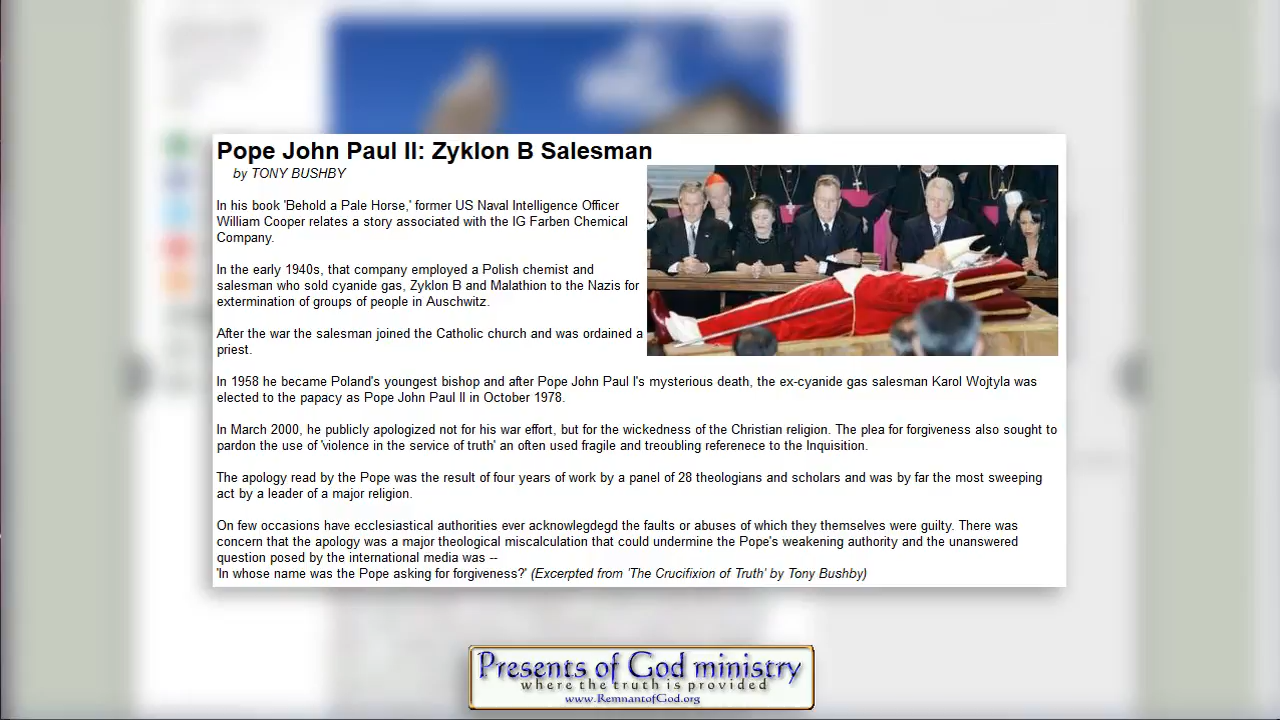 Pope John Paul II: Zyklon B Salesman
by TONY BUSHBY
In his book 'Behold a Pale Horse,' former US Naval Intelligence Officer
William Cooper relates a story associated with the IG Farben Chemical
Company.
In the early 1940s, that company employed a Polish chemist and
salesman who sold cyanide gas, Zyklon B and Malathion to the Nazis for
extermination of groups of people in Auschwitz.
After the war the salesman joined the Catholic church and was ordained a
priest.
In 1958 he became Poland's youngest bishop and after Pope John Paul I's mysterious death, the ex-cyanide gas salesman Karol Wojtyla was
elected to the papacy as Pope John Paul II in October 1978.
In March 2000, he publicly apologized not for his war effort, but for the wickedness of the Christian religion. The plea for forgiveness also sought to
pardon the use of 'violence in the service of truth' an often used fragile and treoubling referenece to the Inquisition.
The apology read by the Pope was the result of four years of work by a panel of 28 theologians and scholars and was by far the most sweeping
act by a leader of a major religion.
On few occasions have ecclesiastical authorities ever acknowlegdegd the faults or abuses of which they themselves were guilty. There was
concern that the apology was a major theological miscalculation that could undermine the Pope's weakening authority and the unanswered
question posed by the international media was --
'In whose name was the Pope asking for forgiveness?' (Excerpted from 'The Crucifixion of Truth' by Tony Bushby)
Presents of God ministry
where the truth is provided
www.RemnantofGod.org